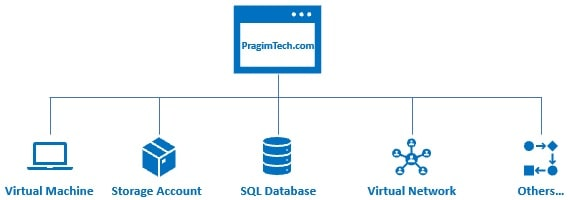 PragimTech.com
Virtual Machine
Storage Account
SQL Database
Virtual Network
Others...